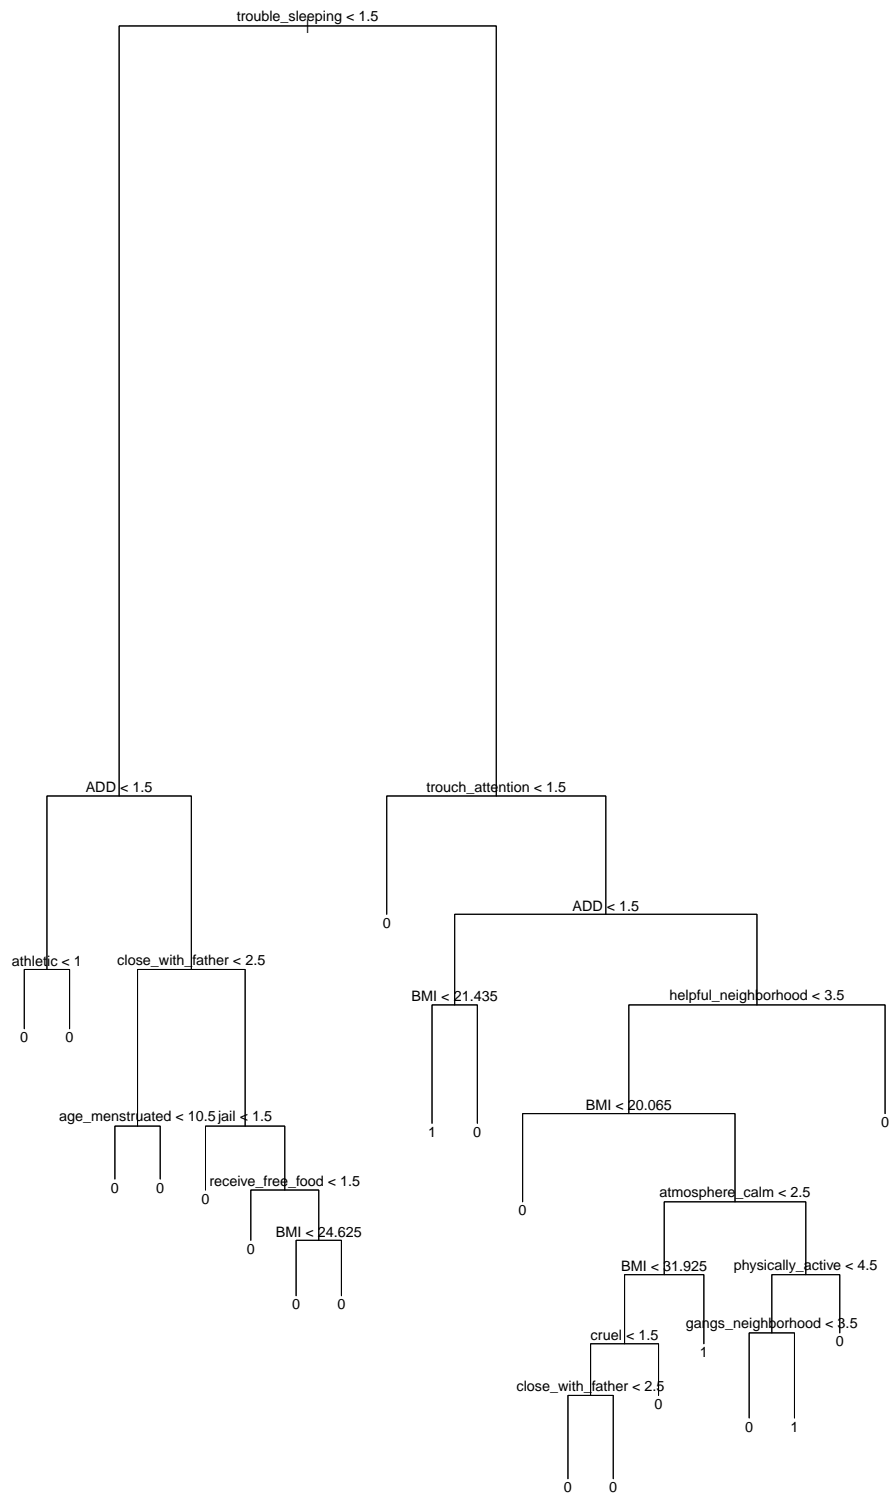 trouble_sleeping < 1.5
ADD < 1.5
trouch_attention < 1.5
0
ADD < 1.5
athletic < 1
close_with_father < 2.5
BMI < 21.435
helpful_neighborhood < 3.5
0 0
age_menstruated < 10.5
jail < 1.5
BMI < 20.065
1 0
0
0 0
0
receive_free_food < 1.5
0
atmosphere_calm < 2.5
0
BMI < 24.625
BMI < 31.925
physically_active < 4.5
0 0
gangs_neighborhood < 3.5
cruel < 1.5
1
0
close_with_father < 2.5
0
0 1
0 0